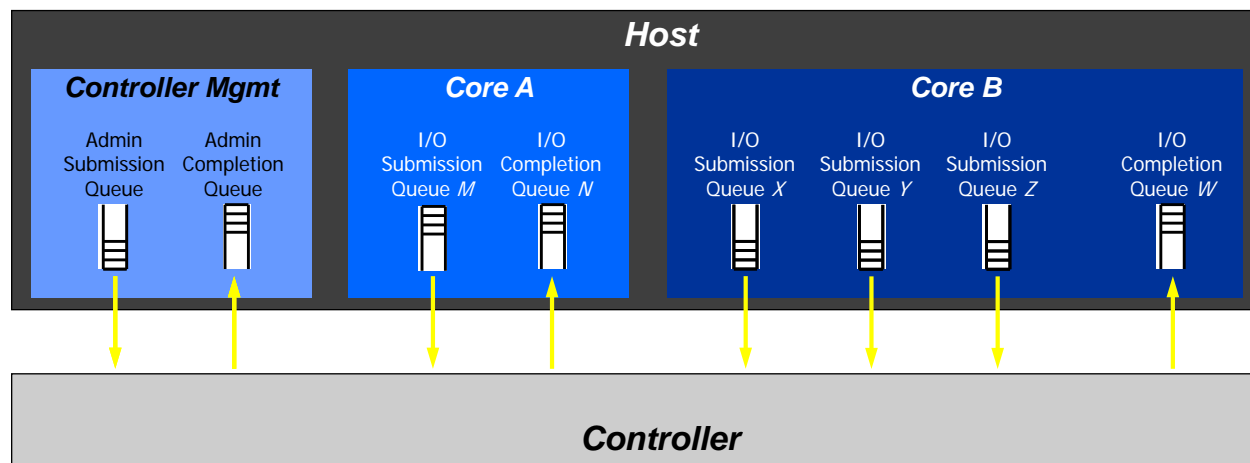 Host
Controller Mgmt
Admin
Submission
Queue
Admin
Completion
Queue
Core A
I/O
Submission
Queue M
I/O
Completion
Queue N
Core B
I/O
Submission
Queue X
I/O
Submission
Queue Y
I/O
Submission
Queue Z
I/O
Completion
Queue W
Controller